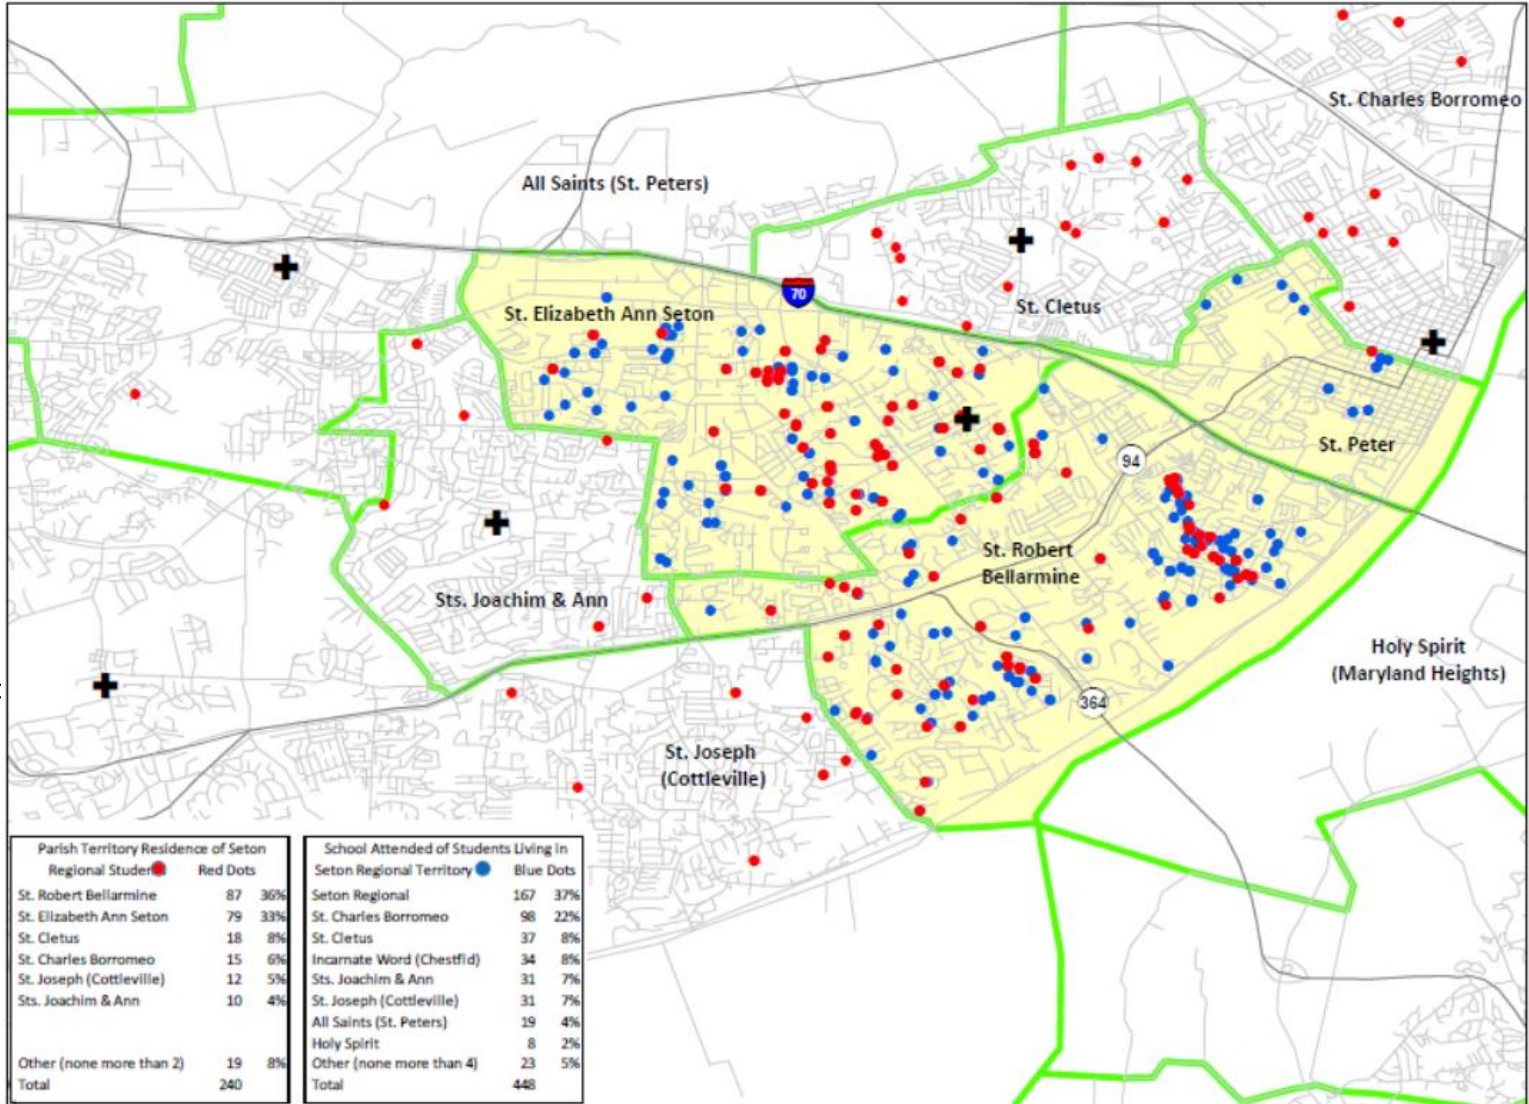 St. Charles Borromeo
All Saints (St. Peters)
70
St. Elizabeth Ann Seton
St. Cletus
St. Peter
94
St. Robert
Bellarmine
Sts. Joachim & Ann
Holy Spirit
(Maryland Heights)
364
St. Joseph
(Cottleville)
Parish Territory Residence of Seton
Regional Studen Red Dots
St. Robert Bellarmine 87 36%
St. Elizabeth Ann Seton 79 33%
St. Cletus 18 8%
St. Charles Borromeo 15 6%
St. Joseph (Cottleville) 12 5%
Sts. Joachim & Ann 10 4%
Other (none more than 2) 19 8%
Total 240
School Attended of Students Living in
Seton Regional Territory Blue Dots
Seton Regional 167 37%
St. Charles Borromeo 98 22%
St. Cletus 37 8%
Incarnate Word (Chestfld) 34 8%
Sts. Joachim & Ann 31 7%
St. Joseph (Cottleville) 31 7%
All Saints (St. Peters) 19 4%
Holy Spirit 8 2%
Other (none more than 4) 23 5%
Total 448